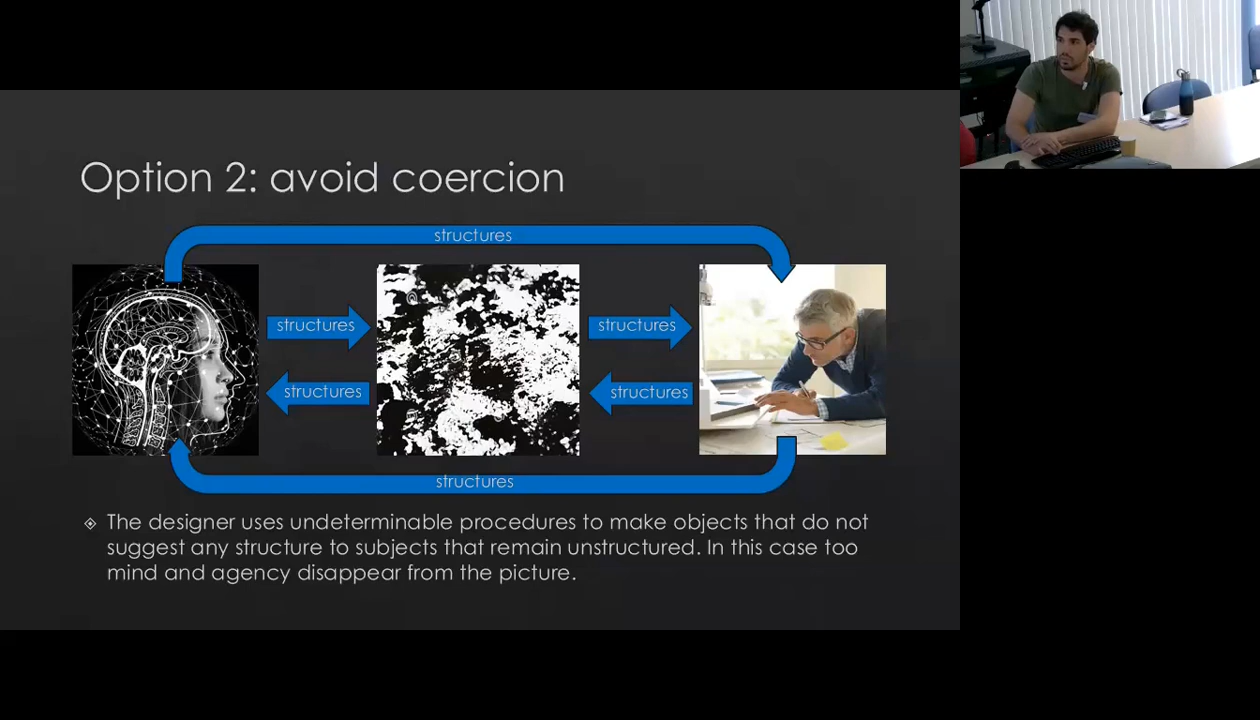 Option 2: avoid coercion
structures
structures
structures
structures
structures
structures
The designer uses undeterminable procedures to make objects that do not
suggest any structure to subjects that remain unstructured. In this case too
mind and agency disappear from the picture.